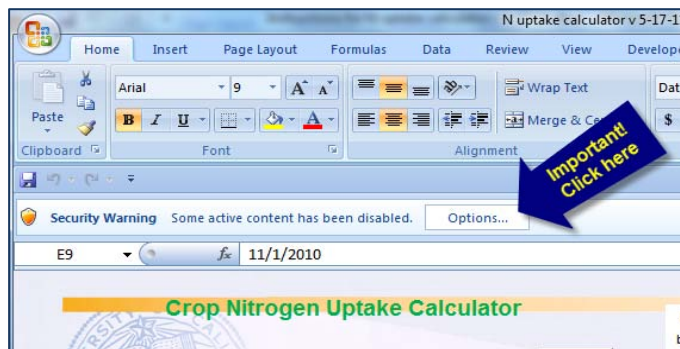 N uptake calculator v 5-17-1
Home Insert Page Layout Formulas Data Review View Develope
Arial 9 A A Wrap Text Dat
Paste B I U A Merge & Ce $
Clipboard Font Alignment
Important!
Click here
Security Warning Some active content has been disabled. Options...
E9 fx 11/1/2010
Crop Nitrogen Uptake Calculator